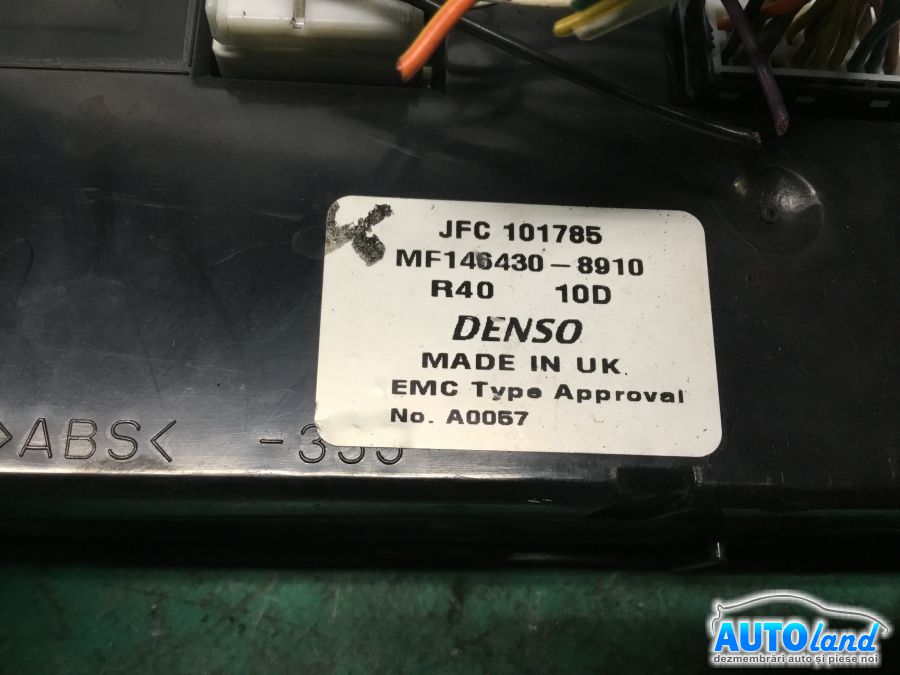 JFC 101785
MF146430-8910
R40 10D
DENSO
MADE IN UK.
EMC Type Approval
No. A0057
>ABS<
AUTOland
dezmembrări auto și piese noi